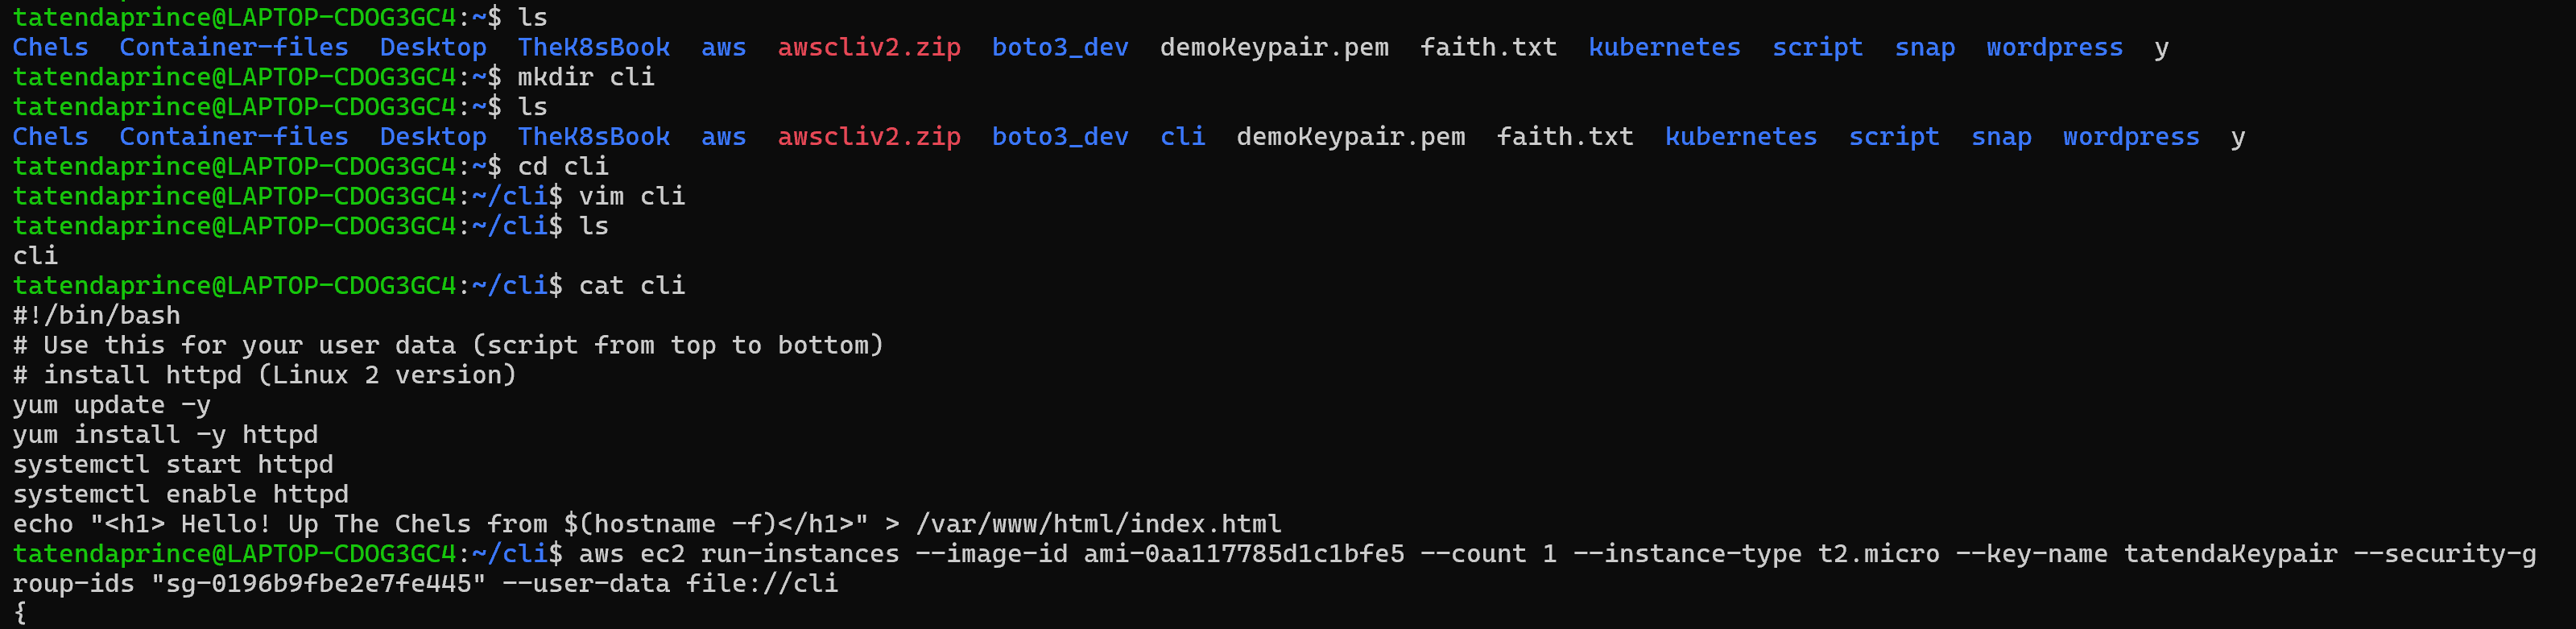 tatendaprince@LAPTOP-CDOG3GC4:~$ ls
Chels  Container-files  Desktop  TheK8sBook  aws  awscliv2.zip  boto3_dev  demoKeypair.pem  faith.txt  kubernetes  script  snap  wordpress  y
tatendaprince@LAPTOP-CDOG3GC4:~$ mkdir cli
tatendaprince@LAPTOP-CDOG3GC4:~$ ls
Chels  Container-files  Desktop  TheK8sBook  aws  awscliv2.zip  boto3_dev  cli  demoKeypair.pem  faith.txt  kubernetes  script  snap  wordpress  y
tatendaprince@LAPTOP-CDOG3GC4:~$ cd cli
tatendaprince@LAPTOP-CDOG3GC4:~/cli$ vim cli
tatendaprince@LAPTOP-CDOG3GC4:~/cli$ ls
cli
tatendaprince@LAPTOP-CDOG3GC4:~/cli$ cat cli
#!/bin/bash
# Use this for your user data (script from top to bottom)
# install httpd (Linux 2 version)
yum update -y
yum install -y httpd
systemctl start httpd
systemctl enable httpd
echo "<h1> Hello! Up The Chels from $(hostname -f)</h1>" > /var/www/html/index.html
tatendaprince@LAPTOP-CDOG3GC4:~/cli$ aws ec2 run-instances --image-id ami-0aa117785d1c1bfe5 --count 1 --instance-type t2.micro --key-name tatendaKeypair --security-g
roup-ids "sg-0196b9fbe2e7fe445" --user-data file://cli
{